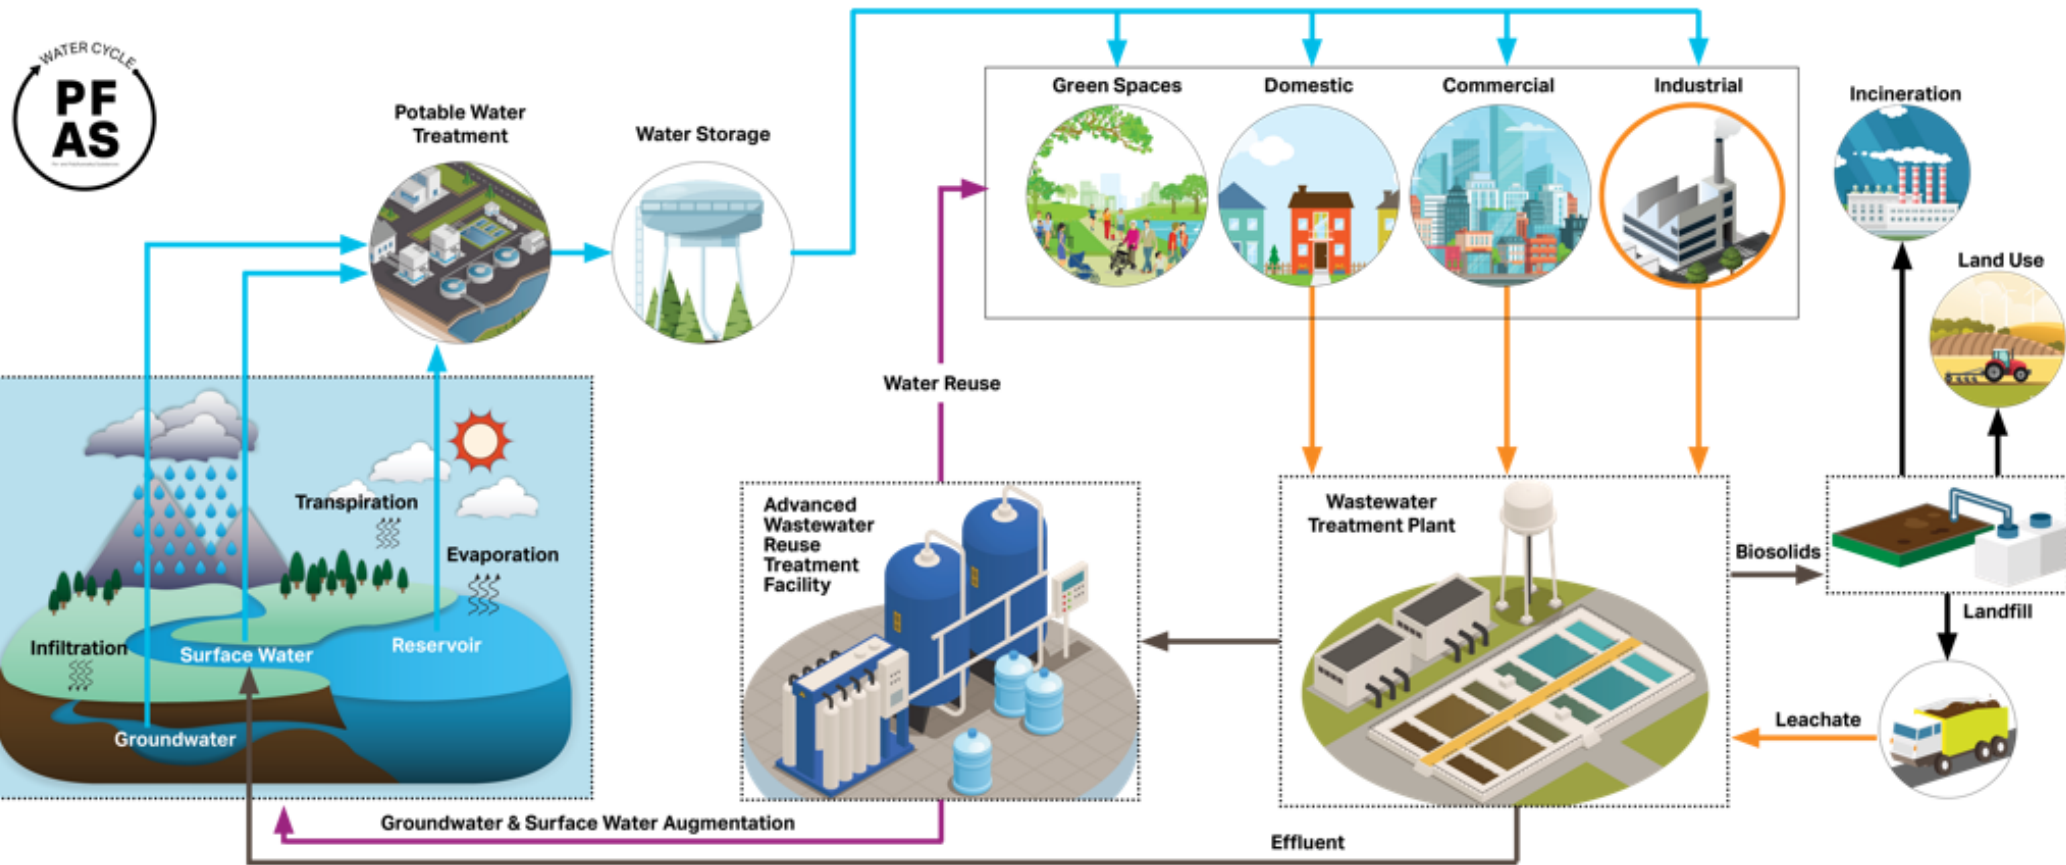 WATER CYCLE
PF
AS
Potable Water
Treatment
Water Storage
Green Spaces
Domestic
Commercial
Industrial
Incineration
Land Use
Water Reuse
Transpiration
Evaporation
Infiltration
Surface Water
Reservoir
Groundwater
Advanced
Wastewater
Reuse
Treatment
Facility
Wastewater
Treatment Plant
Biosolids
Landfill
Leachate
Groundwater & Surface Water Augmentation
Effluent